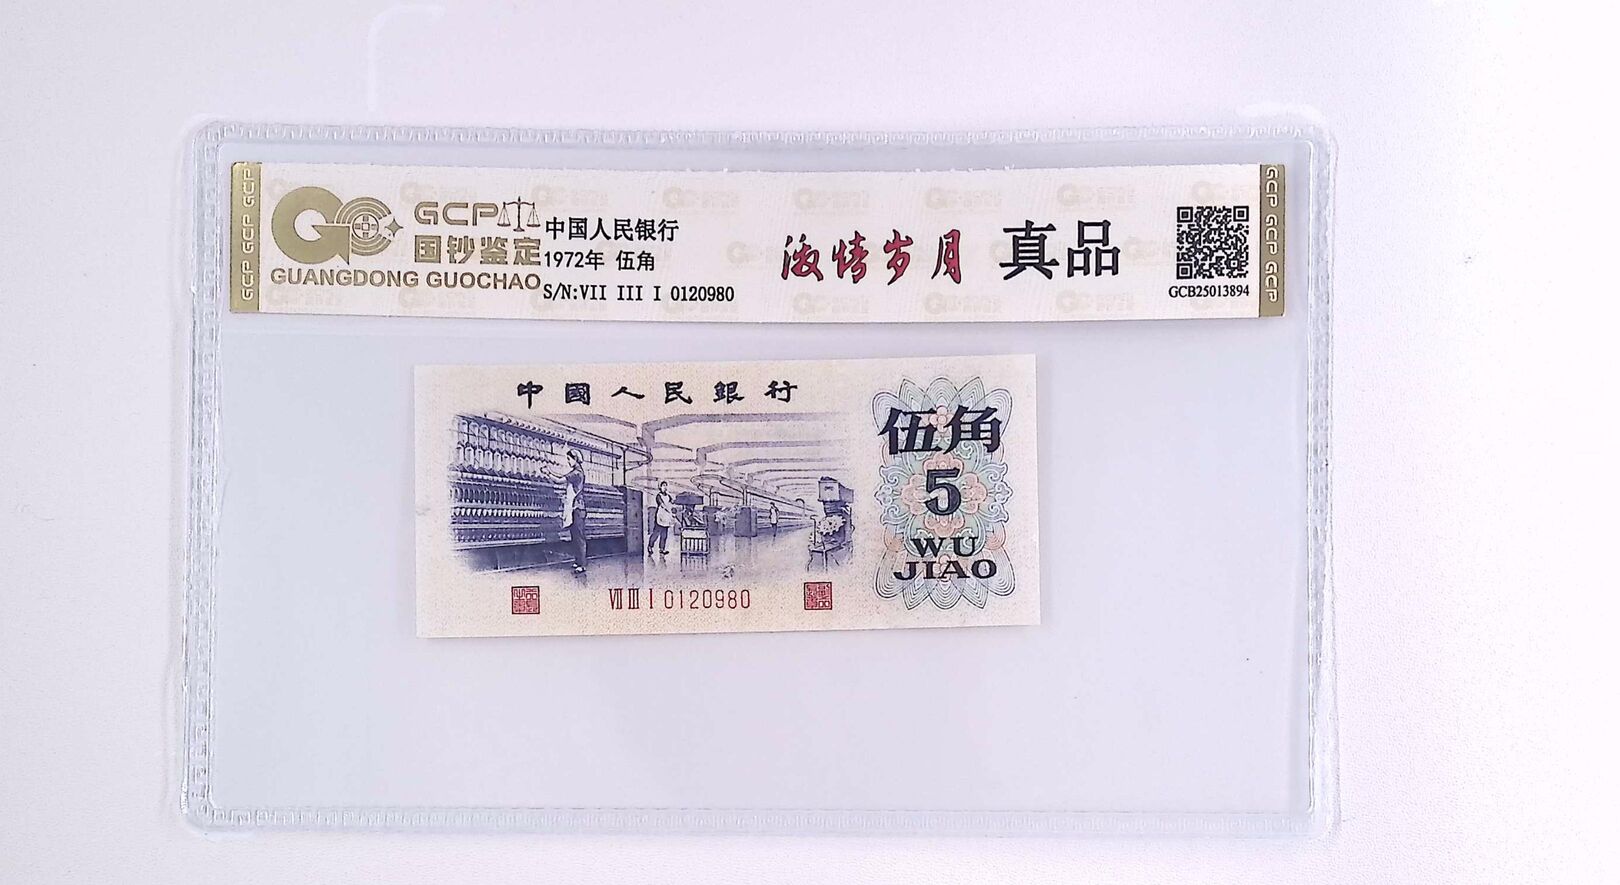 GCP GCP GCP
GCP
国钞鉴定
GUANGDONG GUOCHAO
中国人民银行
1972年 伍角
S/N:VII III I 0120980
激情岁月
真品
GCB25013894
GCP GCP GCP
中國人民銀行
伍角
5
WU
JIAO
VII III I 0120980